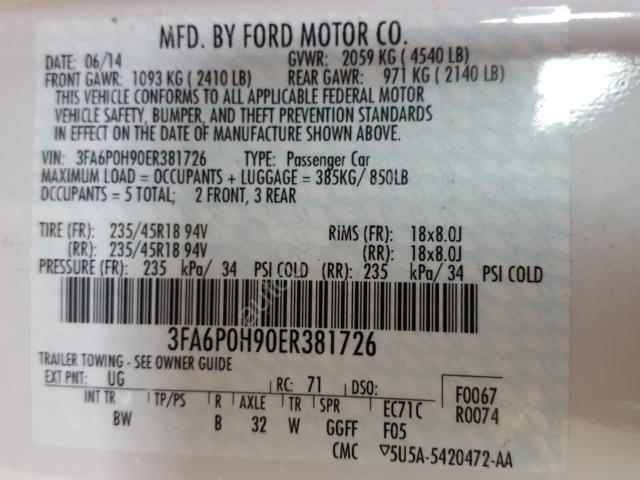 MFD. BY FORD MOTOR CO.
DATE: 06/14 GVWR: 2059 KG ( 4540 LB)
FRONT GAWR: 1093 KG ( 2410 LB) REAR GAWR: 971 KG ( 2140 LB)
THIS VEHICLE CONFORMS TO ALL APPLICABLE FEDERAL MOTOR
VEHICLE SAFETY, BUMPER, AND THEFT PREVENTION STANDARDS
IN EFFECT ON THE DATE OF MANUFACTURE SHOWN ABOVE.
VIN: 3FA6P0H90ER381726 TYPE: Passenger Car
MAXIMUM LOAD = OCCUPANTS + LUGGAGE = 385KG/ 850LB
OCCUPANTS = 5 TOTAL; 2 FRONT, 3 REAR
TIRE (FR): 235/45R18 94V RIMS (FR): 18x8.0J
(RR): 235/45R18 94V (RR): 18x8.0J
PRESSURE (FR): 235 kPa/ 34 PSI COLD (RR): 235 kPa/ 34 PSI COLD
3FA6P0H90ER381726
TRAILER TOWING - SEE OWNER GUIDE
EXT PNT: UG RC: 71 DSO: F0067
INT TR TP/PS R AXLE TR SPR EC71C R0074
BW B 32 W GGFF F05
CMC ▽5U5A-5420472-AA